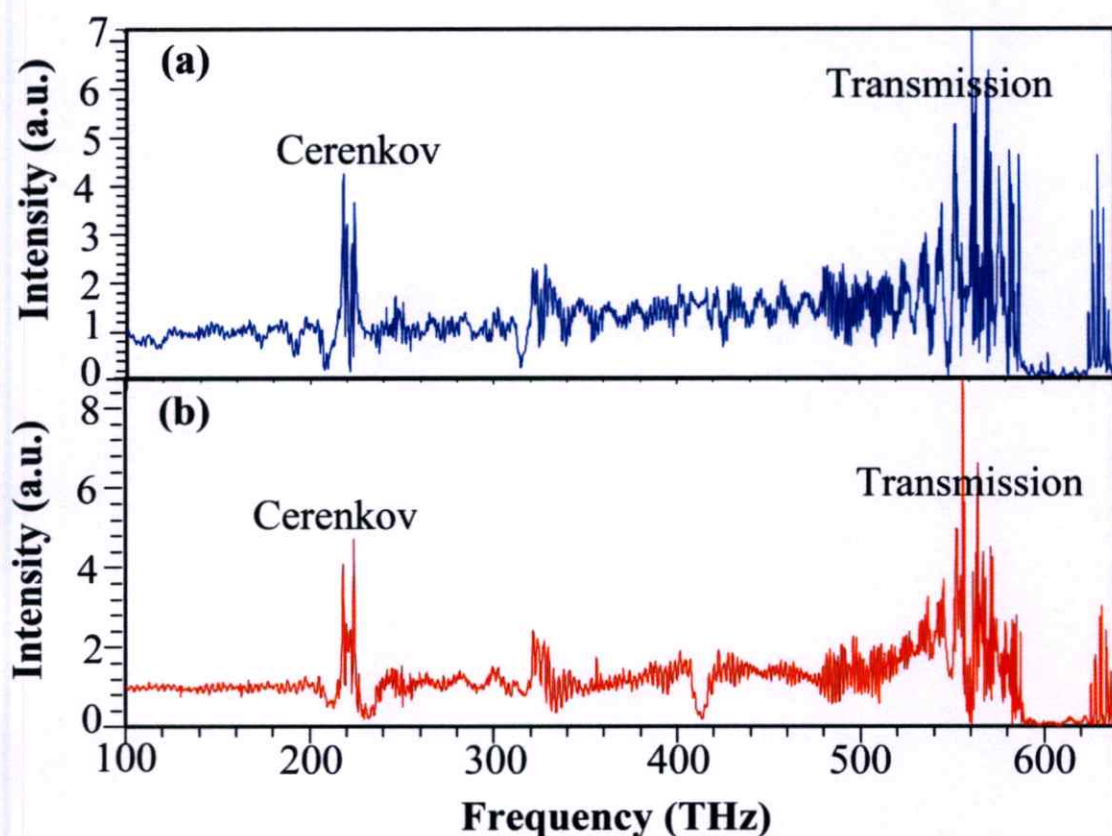 (a)
Transmission
Cerenkov
Intensity (a.u.)
7
6
5
4
3
2
1
0
(b)
Transmission
Cerenkov
Intensity (a.u.)
8
6
4
2
0
100 200 300 400 500 600
Frequency (THz)